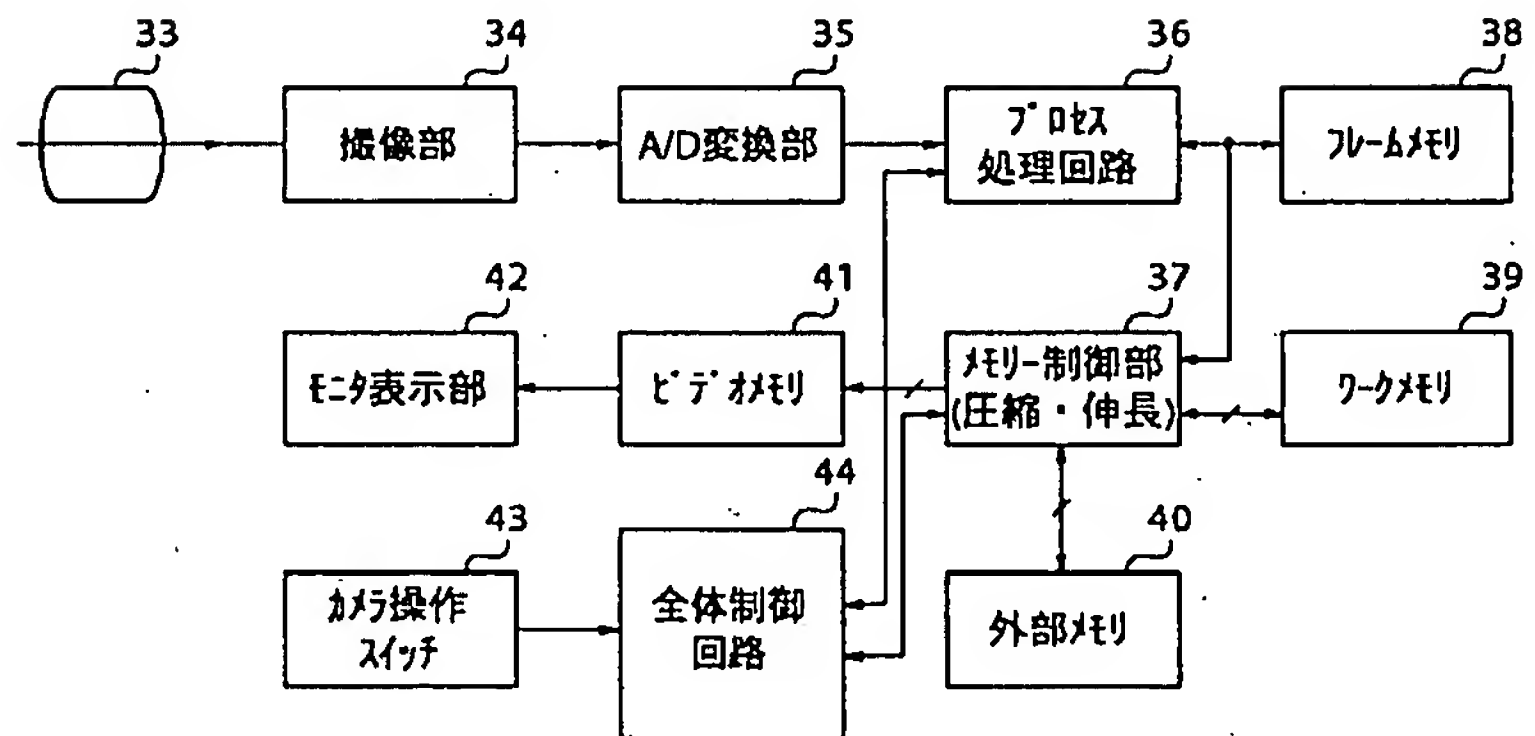 33
34
35
36
38
撮像部
A/D変換部
プロセス
処理回路
フレームメモリ
42
41
37
39
モニタ表示部
ビデオメモリ
メモリー制御部
(圧縮・伸長)
ワークメモリ
43
44
40
カメラ操作
スイッチ
全体制御
回路
外部メモリ